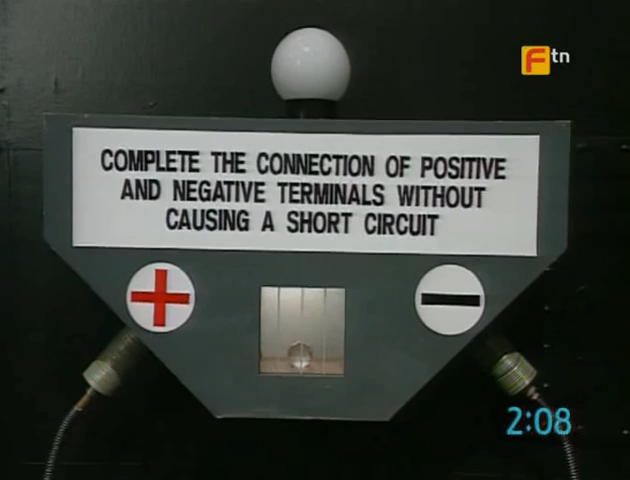 Ftn
COMPLETE THE CONNECTION OF POSITIVE
AND NEGATIVE TERMINALS WITHOUT
CAUSING A SHORT CIRCUIT
+ −
2:08